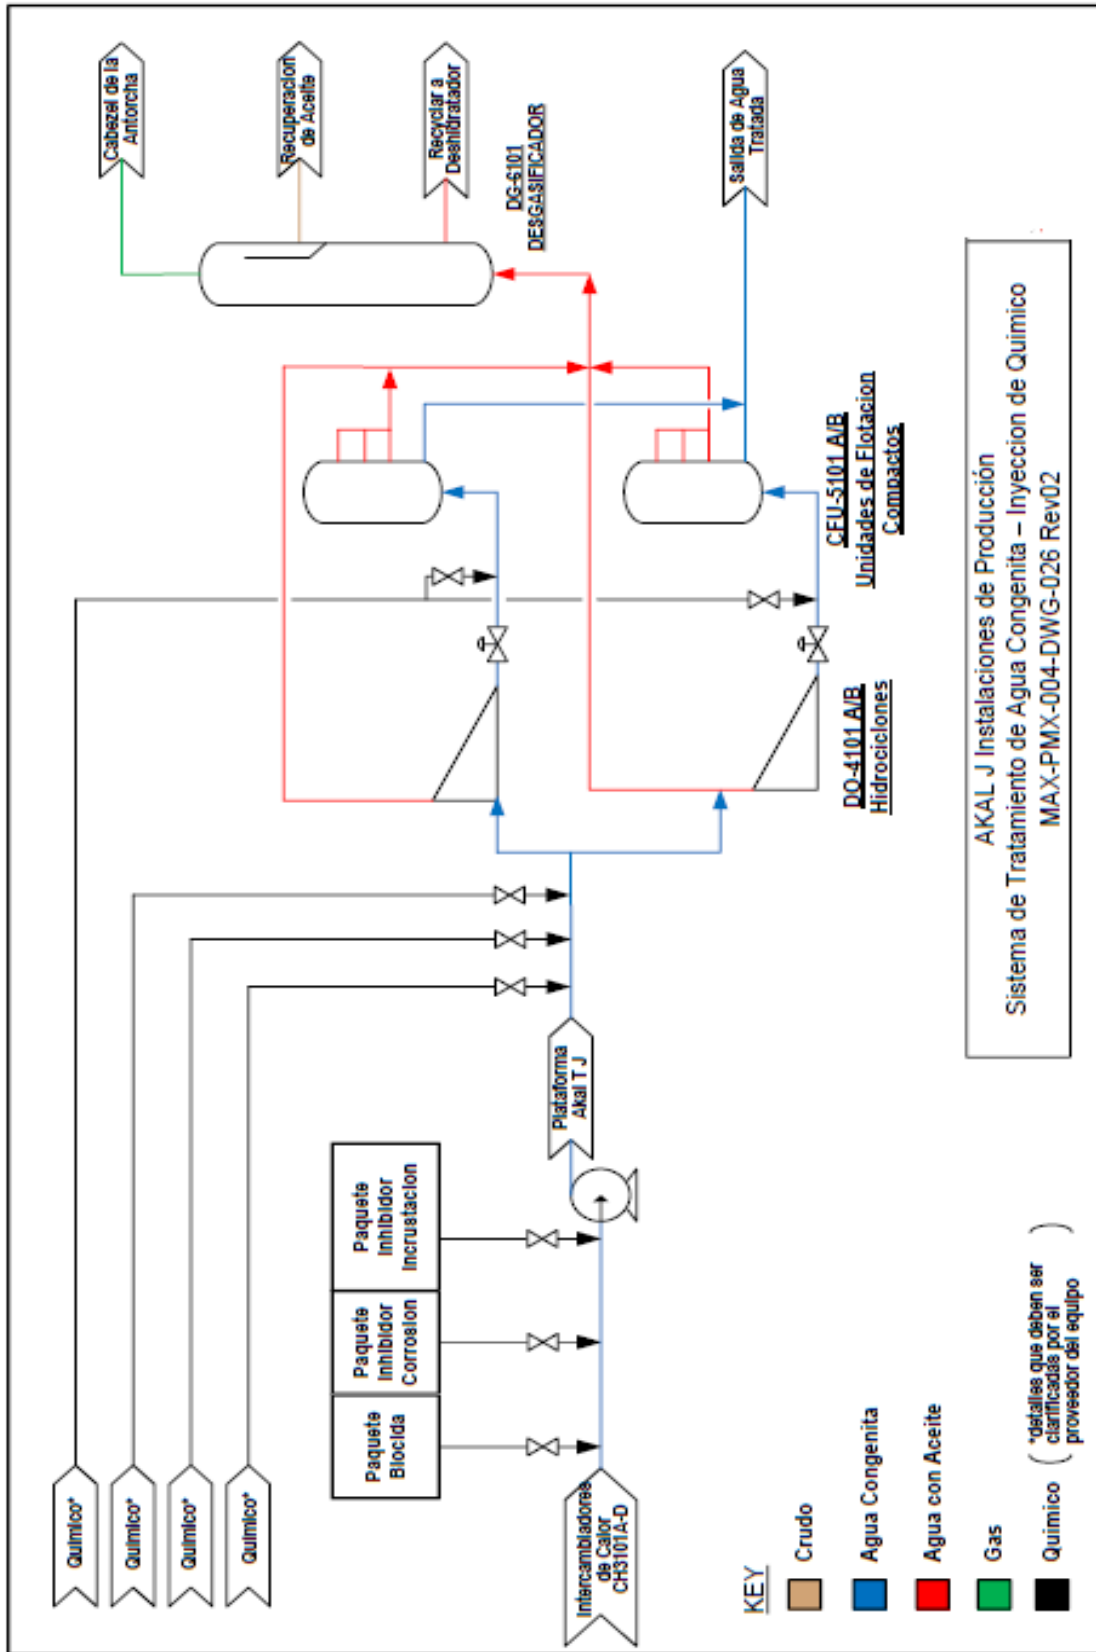 Quimico*
Quimico*
Quimico*
Quimico*
Paquete
Biocida
Paquete
Inhibidor
Corrosion
Paquete
Inhibidor
Incrustacion
Intercambiadores
de Calor
CH3101A-D
Plataforma
Akal T J
DO-4101 A/B
Hidrociclones
CFU-5101 A/B
Unidades de Flotacion
Compactos
DG-6101
DESGASIFICADOR
Cabezel de la
Antorcha
Recuperacion
de Aceite
Recyclar a
Deshidratador
Salida de Agua
Tratada
KEY
Crudo
Agua Congenita
Agua con Aceite
Gas
Quimico
(*detalles que deben ser
clarificadas por el
proveedor del equipo)
AKAL J Instalaciones de Producción
Sistema de Tratamiento de Agua Congenita – Inyeccion de Quimico
MAX-PMX-004-DWG-026 Rev02